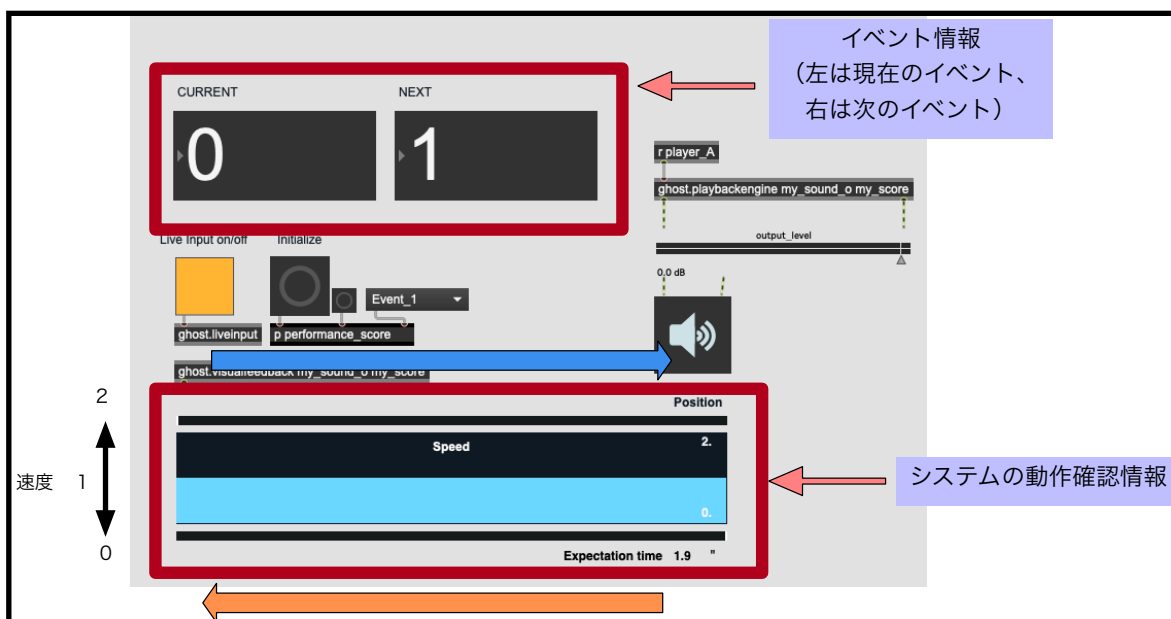 イベント情報
（左は現在のイベント、
右は次のイベント）
CURRENT
NEXT
0
1
r player_A
ghost.playbackengine my_sound_o my_score
output_level
0.0 dB
Live Input on/off
Initialize
Event_1
ghost.liveinput
p performance_score
ghost.visualfeedback my_sound_o my_score
Position
2
Speed
2.
速度
1
システムの動作確認情報
0.
0
Expectation time 1.9 "